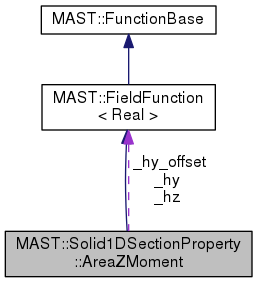 MAST::FunctionBase
MAST::FieldFunction
< Real >
_hy_offset
_hy
_hz
MAST::Solid1DSectionProperty
::AreaZMoment